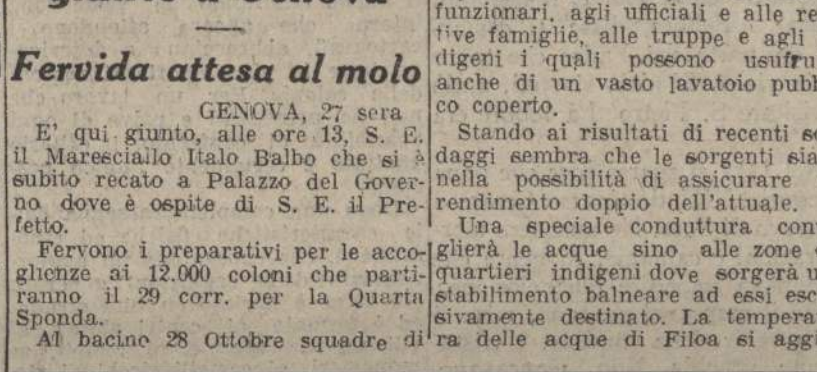 Fervida attesa al molo
GENOVA, 27 sera
E' qui giunto, alle ore 13, S. E.
il Maresciallo Italo Balbo che si è
subito recato a Palazzo del Gover-
no dove è ospite di S. E. il Pre-
fetto.
Fervono i preparativi per le acco-
glienze ai 12.000 coloni che parti-
ranno il 29 corr. per la Quarta
Sponda.
Al bacino 28 Ottobre squadre di
funzionari, agli ufficiali e alle re
tive famiglie, alle truppe e agli
digeni i quali possono usufru
anche di un vasto lavatoio pubb
co coperto.
Stando ai risultati di recenti s
daggi sembra che le sorgenti sia
nella possibilità di assicurare
rendimento doppio dell'attuale.
Una speciale conduttura con
glierà le acque sino alle zone
quartieri indigeni dove sorgerà u
stabilimento balneare ad essi esc
sivamente destinato. La tempera
ra delle acque di Filoa si agg